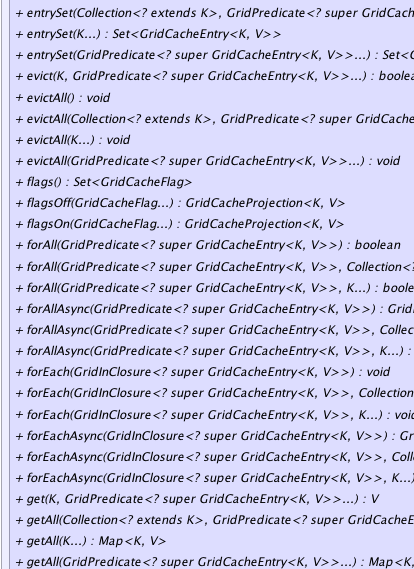 + entrySet(Collection<? extends K>, GridPredicate<? super GridCach
+ entrySet(K...) : Set<GridCacheEntry<K, V>>
+ entrySet(GridPredicate<? super GridCacheEntry<K, V>>...) : Set<G
+ evict(K, GridPredicate<? super GridCacheEntry<K, V>>...) : boolea
+ evictAll() : void
+ evictAll(Collection<? extends K>, GridPredicate<? super GridCache
+ evictAll(K...) : void
+ evictAll(GridPredicate<? super GridCacheEntry<K, V>>...) : void
+ flags() : Set<GridCacheFlag>
+ flagsOff(GridCacheFlag...) : GridCacheProjection<K, V>
+ flagsOn(GridCacheFlag...) : GridCacheProjection<K, V>
+ forAll(GridPredicate<? super GridCacheEntry<K, V>>) : boolean
+ forAll(GridPredicate<? super GridCacheEntry<K, V>>, Collection<?
+ forAll(GridPredicate<? super GridCacheEntry<K, V>>, K...) : boole
+ forAllAsync(GridPredicate<? super GridCacheEntry<K, V>>) : Grid
+ forAllAsync(GridPredicate<? super GridCacheEntry<K, V>>, Collec
+ forAllAsync(GridPredicate<? super GridCacheEntry<K, V>>, K...) :
+ forEach(GridInClosure<? super GridCacheEntry<K, V>>) : void
+ forEach(GridInClosure<? super GridCacheEntry<K, V>>, Collection
+ forEach(GridInClosure<? super GridCacheEntry<K, V>>, K...) : void
+ forEachAsync(GridInClosure<? super GridCacheEntry<K, V>>) : Gr
+ forEachAsync(GridInClosure<? super GridCacheEntry<K, V>>, Coll
+ forEachAsync(GridInClosure<? super GridCacheEntry<K, V>>, K...)
+ get(K, GridPredicate<? super GridCacheEntry<K, V>>...) : V
+ getAll(Collection<? extends K>, GridPredicate<? super GridCacheE
+ getAll(K...) : Map<K, V>
+ getAll(GridPredicate<? super GridCacheEntry<K, V>>...) : Map<K,